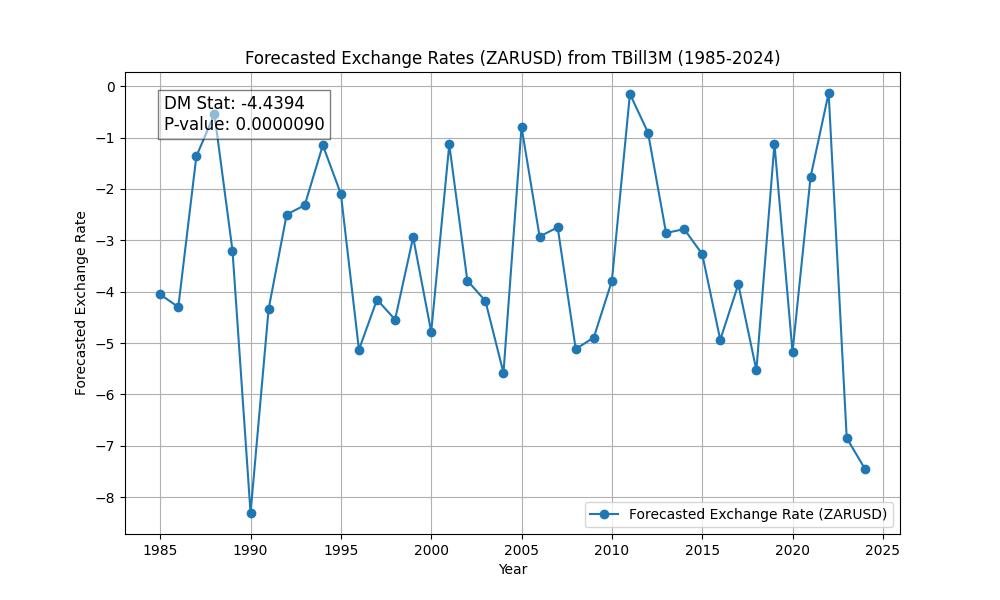 Forecasted Exchange Rates (ZARUSD) from TBill3M (1985-2024)
DM Stat: -4.4394
P-value: 0.0000090
Forecasted Exchange Rate
0
−1
−2
−3
−4
−5
−6
−7
−8
Forecasted Exchange Rate (ZARUSD)
1985 1990 1995 2000 2005 2010 2015 2020 2025
Year